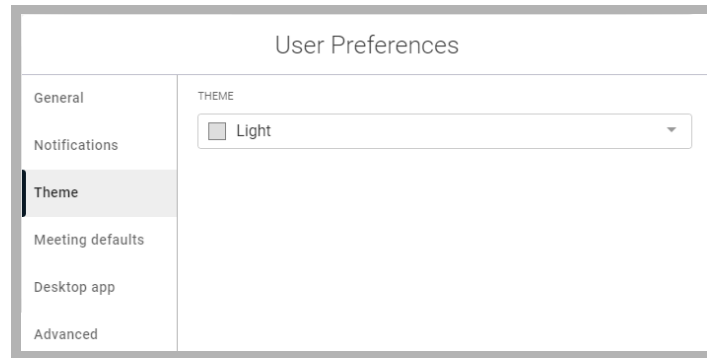 User Preferences
General
Notifications
Theme
Meeting defaults
Desktop app
Advanced
THEME
Light